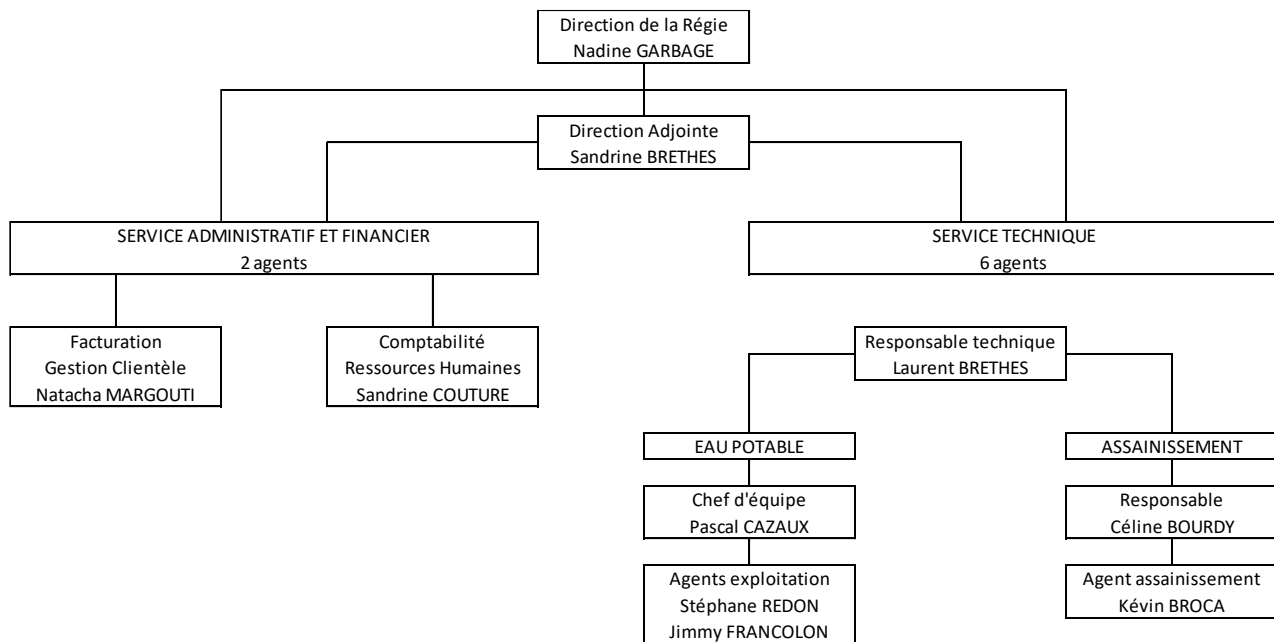 Direction de la Régie
Nadine GARBAGE
Direction Adjointe
Sandrine BRETHES
SERVICE ADMINISTRATIF ET FINANCIER
2 agents
SERVICE TECHNIQUE
6 agents
Facturation
Gestion Clientèle
Natacha MARGOUTI
Comptabilité
Ressources Humaines
Sandrine COUTURE
Responsable technique
Laurent BRETHES
EAU POTABLE
Chef d'équipe
Pascal CAZAUX
Agents exploitation
Stéphane REDON
Jimmy FRANCOLON
ASSAINISSEMENT
Responsable
Céline BOURDY
Agent assainissement
Kévin BROCA